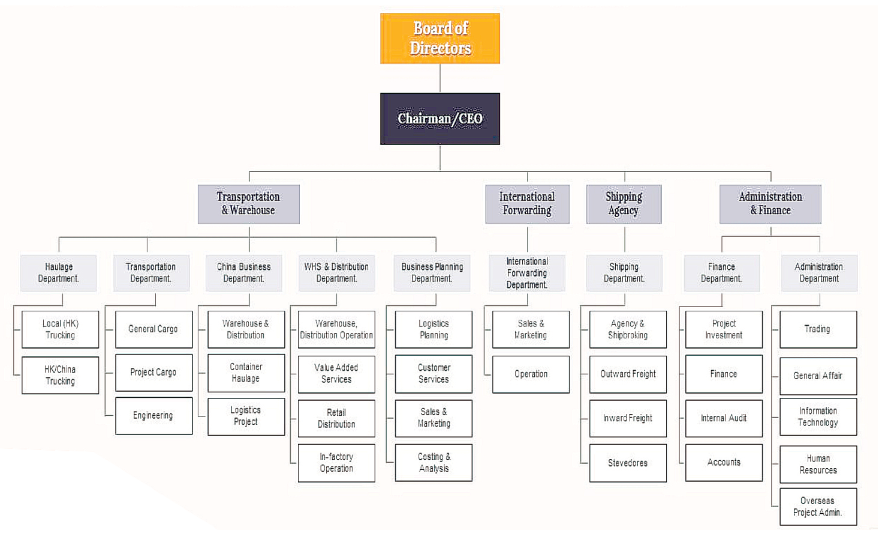 Board of
Directors
Chairman/CEO
Transportation
& Warehouse
International
Forwarding
Shipping
Agency
Administration
& Finance
Haulage
Department.
Transportation
Department.
China Business
Department.
WHS & Distribution
Department.
Business Planning
Department.
International
Forwarding
Department.
Shipping
Department.
Finance
Department.
Administration
Department
Local (HK)
Trucking
HK/China
Trucking
General Cargo
Project Cargo
Engineering
Warehouse &
Distribution
Container
Haulage
Logistics
Project
Warehouse,
Distribution Operation
Value Added
Services
Retail
Distribution
In-factory
Operation
Logistics
Planning
Customer
Services
Sales &
Marketing
Costing &
Analysis
Sales &
Marketing
Operation
Agency &
Shipbroking
Outward Freight
Inward Freight
Stevedores
Project
Investment
Finance
Internal Audit
Accounts
Trading
General Affair
Information
Technology
Human
Resources
Overseas
Project Admin.